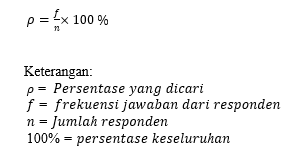 ρ = f/n × 100 %
Keterangan:
ρ = Persentase yang dicari
f = frekuensi jawaban dari responden
n = Jumlah responden
100% = persentase keseluruhan